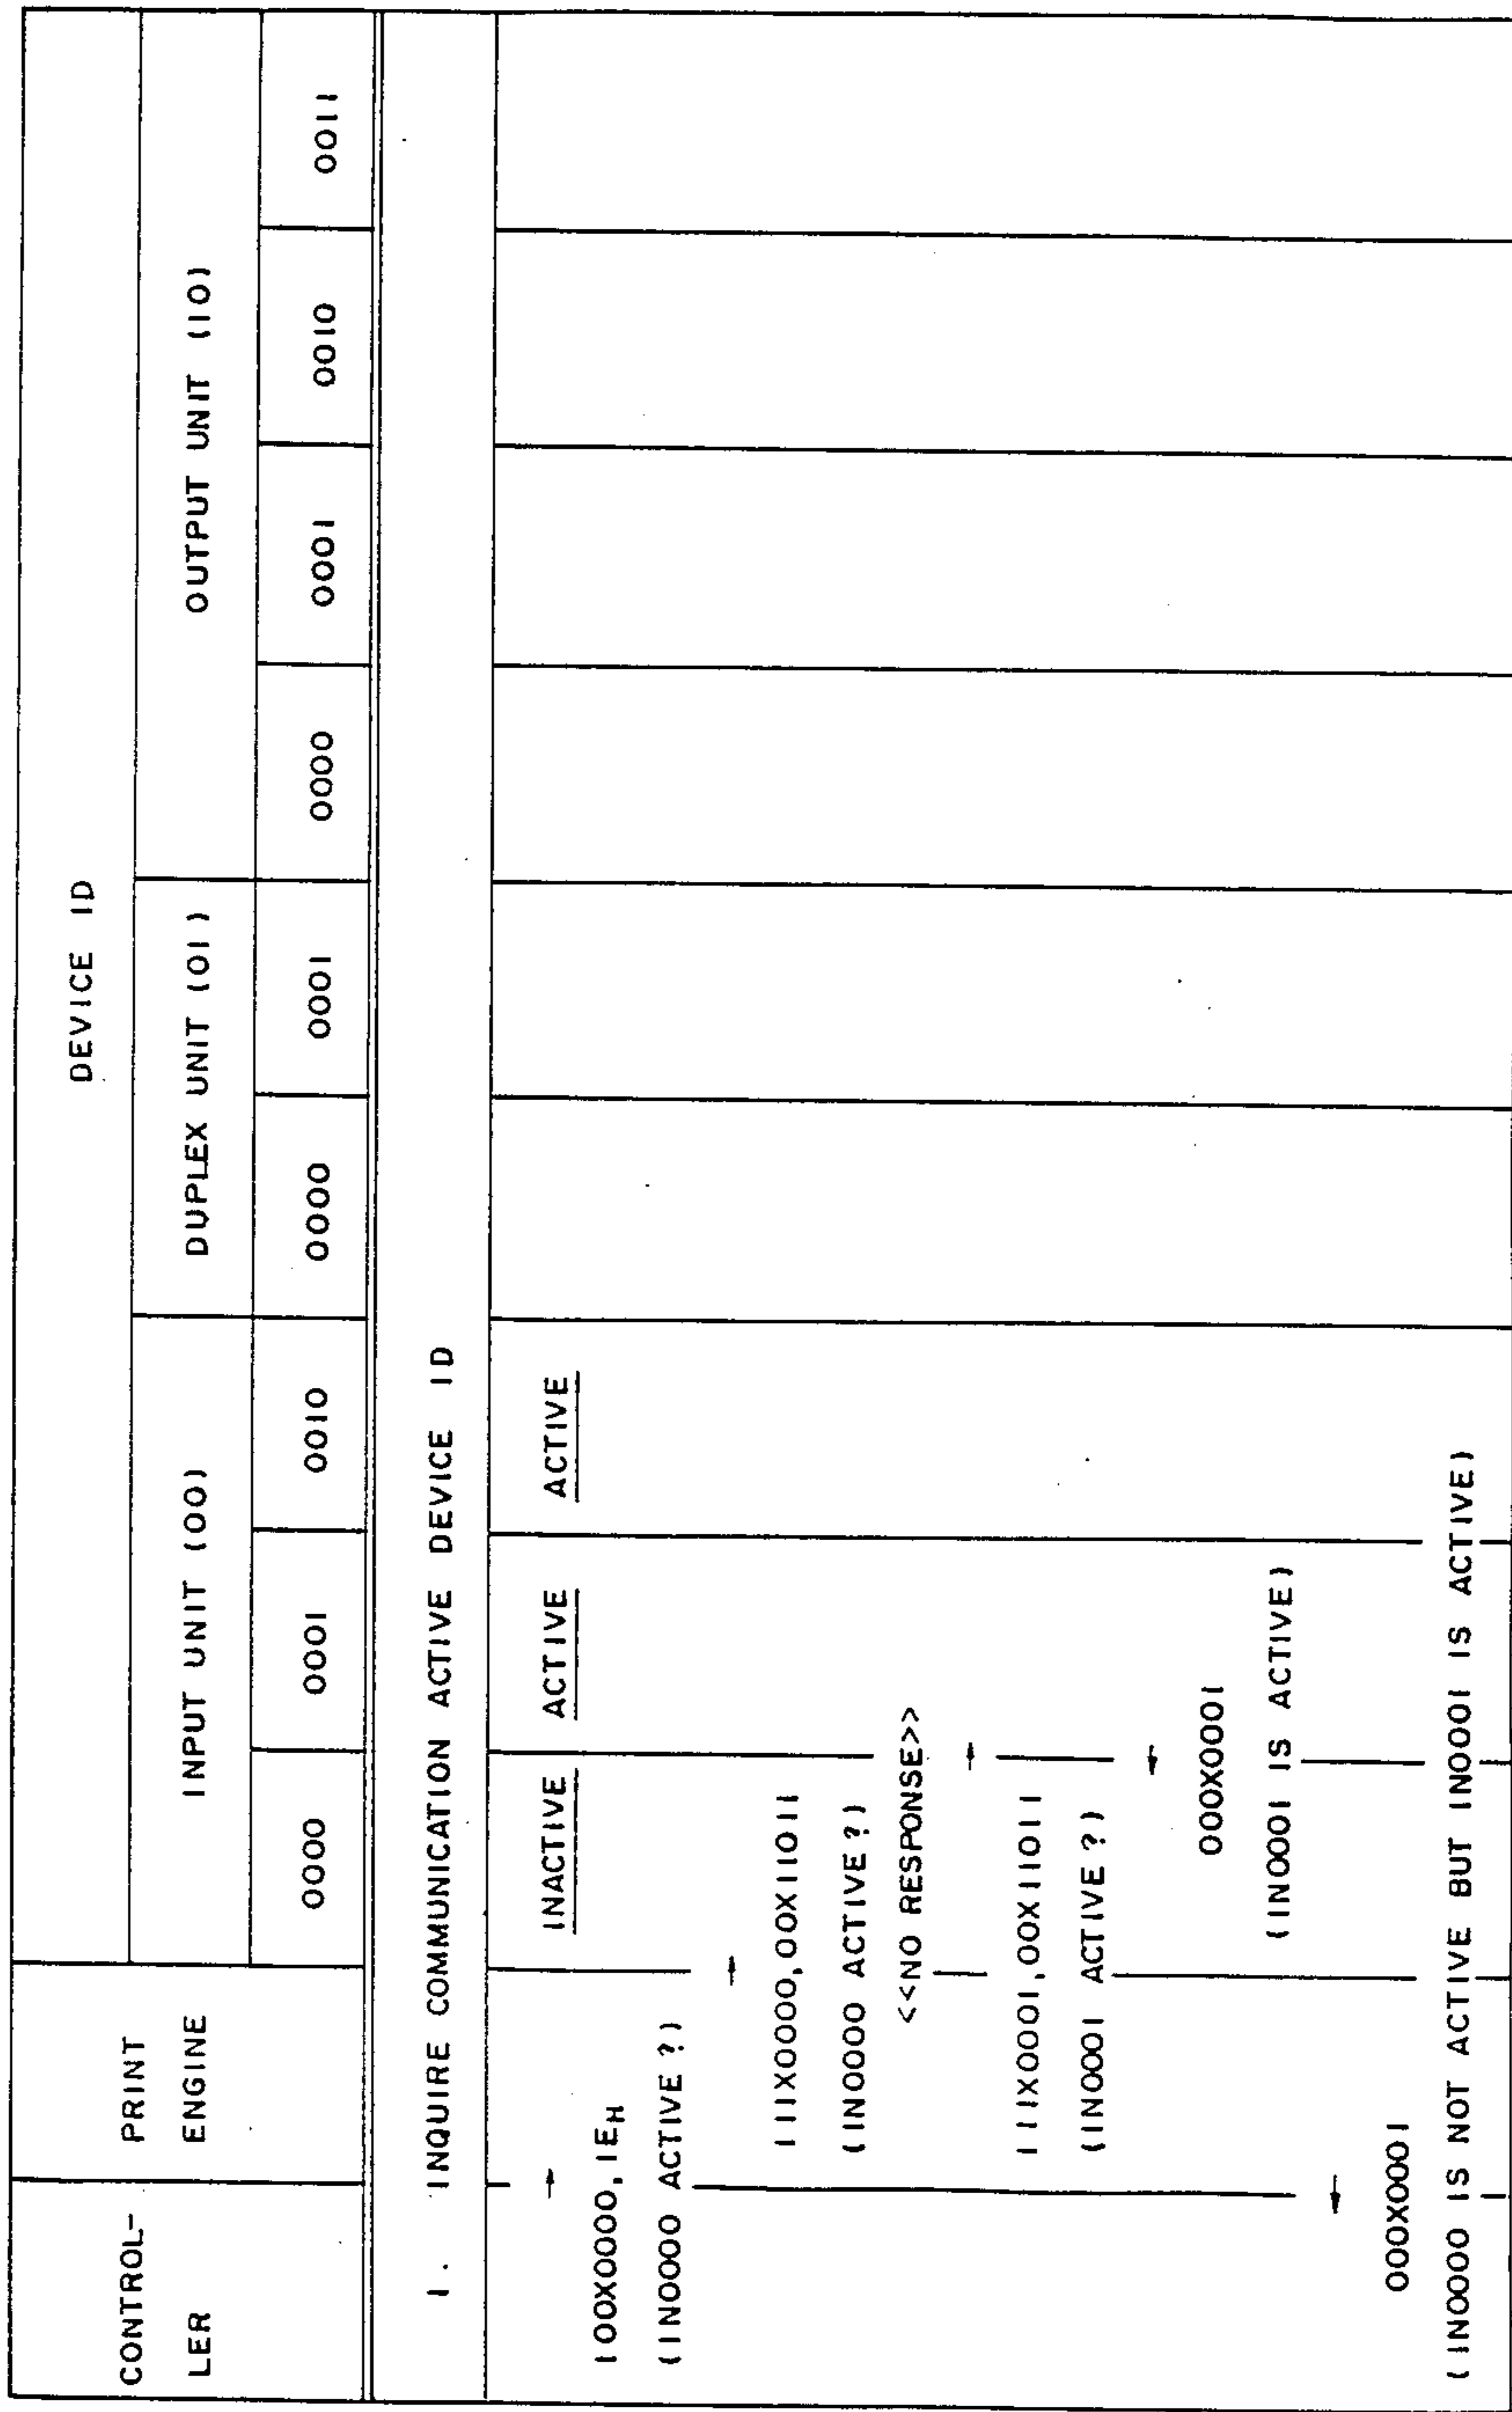 DEVICE ID
CONTROL-
LER
PRINT
ENGINE
INPUT UNIT (00)
DUPLEX UNIT (01)
OUTPUT UNIT (10)
0000 0001 0010 0000 0001 0000 0001 0010 0011
1. INQUIRE COMMUNICATION ACTIVE DEVICE ID
INACTIVE ACTIVE ACTIVE
→
100X0000,1EH
(IN0000 ACTIVE ?)
→
111X0000,00X11011
(IN0000 ACTIVE ?)
<<NO RESPONSE>>
→
111X0001,00X11011
(IN0001 ACTIVE ?)
←
000X0001
(IN0001 IS ACTIVE)
←
000X0001
(IN0000 IS NOT ACTIVE BUT IN0001 IS ACTIVE)